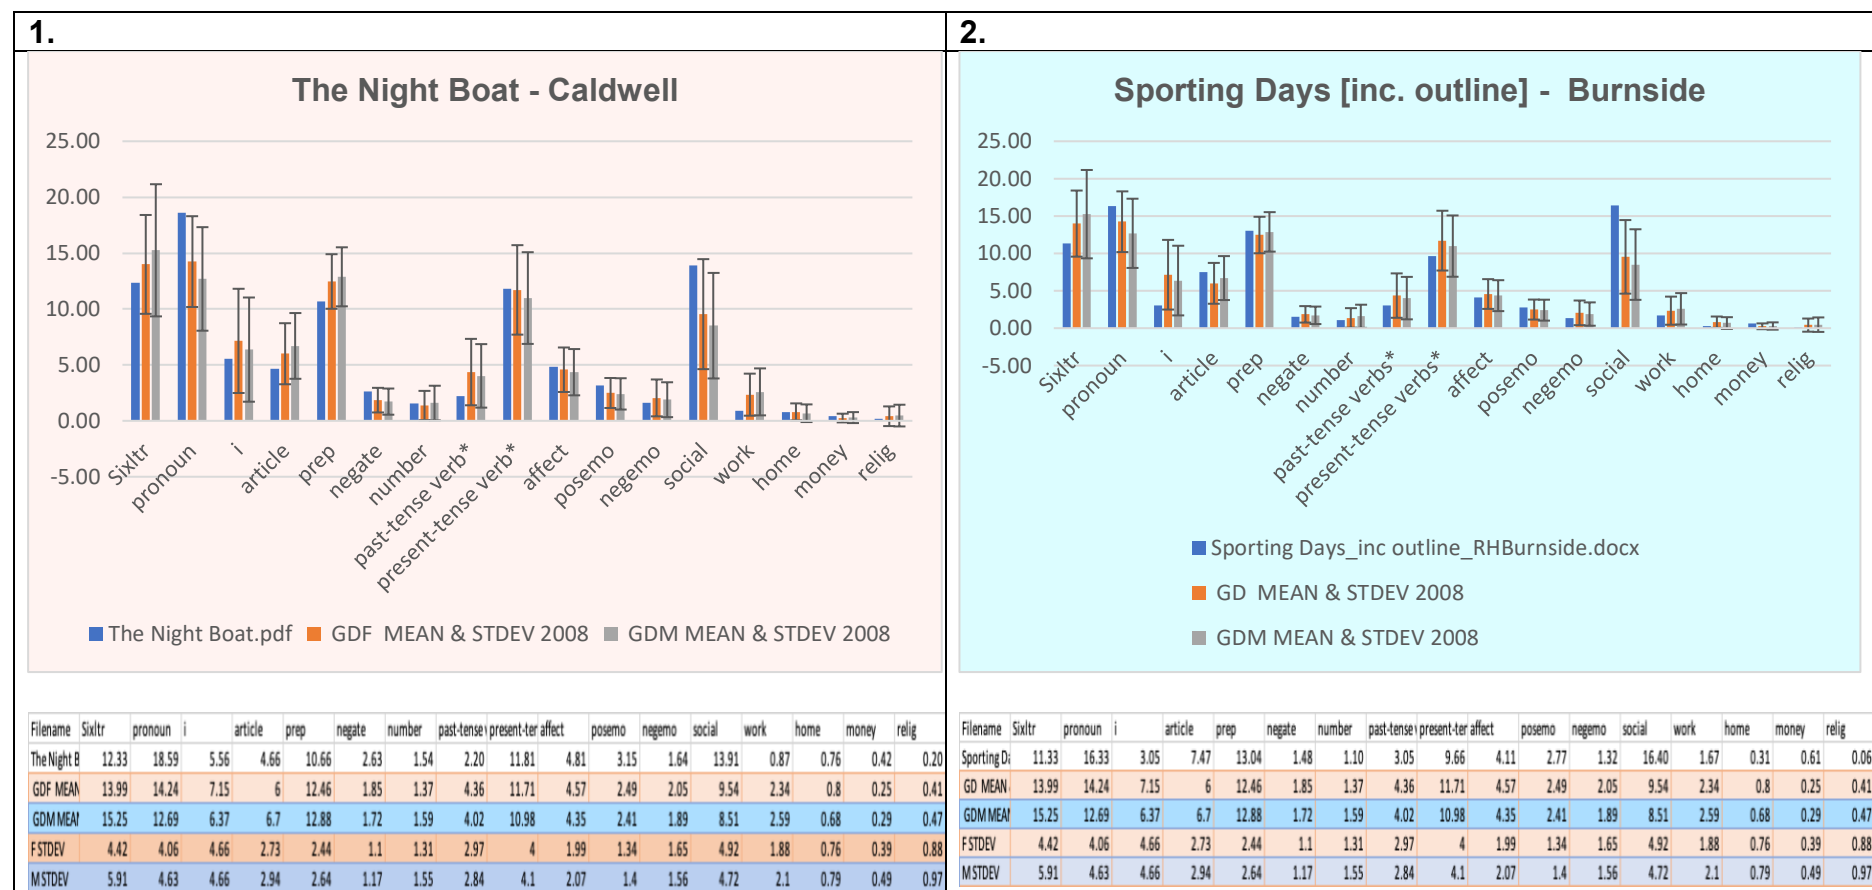 1.
The Night Boat - Caldwell
25.00
20.00
15.00
10.00
5.00
0.00
-5.00
Sixltr
pronoun
i
article
prep
negate
number
past-tense verb*
present-tense verb*
affect
posemo
negemo
social
work
home
money
relig
The Night Boat.pdf GDF MEAN & STDEV 2008 GDM MEAN & STDEV 2008
Filename Sixltr pronoun i article prep negate number past-tense v present-ter affect posemo negemo social work home money relig
The Night B 12.33 18.59 5.56 4.66 10.66 2.63 1.54 2.20 11.81 4.81 3.15 1.64 13.91 0.87 0.76 0.42 0.20
GDF MEAN 13.99 14.24 7.15 6 12.46 1.85 1.37 4.36 11.71 4.57 2.49 2.05 9.54 2.34 0.8 0.25 0.41
GDM MEAN 15.25 12.69 6.37 6.7 12.88 1.72 1.59 4.02 10.98 4.35 2.41 1.89 8.51 2.59 0.68 0.29 0.47
F STDEV 4.42 4.06 4.66 2.73 2.44 1.1 1.31 2.97 4 1.99 1.34 1.65 4.92 1.88 0.76 0.39 0.88
M STDEV 5.91 4.63 4.66 2.94 2.64 1.17 1.55 2.84 4.1 2.07 1.4 1.56 4.72 2.1 0.79 0.49 0.97
2.
Sporting Days [inc. outline] - Burnside
25.00
20.00
15.00
10.00
5.00
0.00
-5.00
Sixltr
pronoun
i
article
prep
negate
number
past-tense verbs*
present-tense verbs*
affect
posemo
negemo
social
work
home
money
relig
Sporting Days_inc outline_RHBurnside.docx
GD MEAN & STDEV 2008
GDM MEAN & STDEV 2008
Filename Sixltr pronoun i article prep negate number past-tense v present-ter affect posemo negemo social work home money relig
Sporting Da 11.33 16.33 3.05 7.47 13.04 1.48 1.10 3.05 9.66 4.11 2.77 1.32 16.40 1.67 0.31 0.61 0.06
GD MEAN 13.99 14.24 7.15 6 12.46 1.85 1.37 4.36 11.71 4.57 2.49 2.05 9.54 2.34 0.8 0.25 0.41
GDM MEAN 15.25 12.69 6.37 6.7 12.88 1.72 1.59 4.02 10.98 4.35 2.41 1.89 8.51 2.59 0.68 0.29 0.47
F STDEV 4.42 4.06 4.66 2.73 2.44 1.1 1.31 2.97 4 1.99 1.34 1.65 4.92 1.88 0.76 0.39 0.88
M STDEV 5.91 4.63 4.66 2.94 2.64 1.17 1.55 2.84 4.1 2.07 1.4 1.56 4.72 2.1 0.79 0.49 0.97